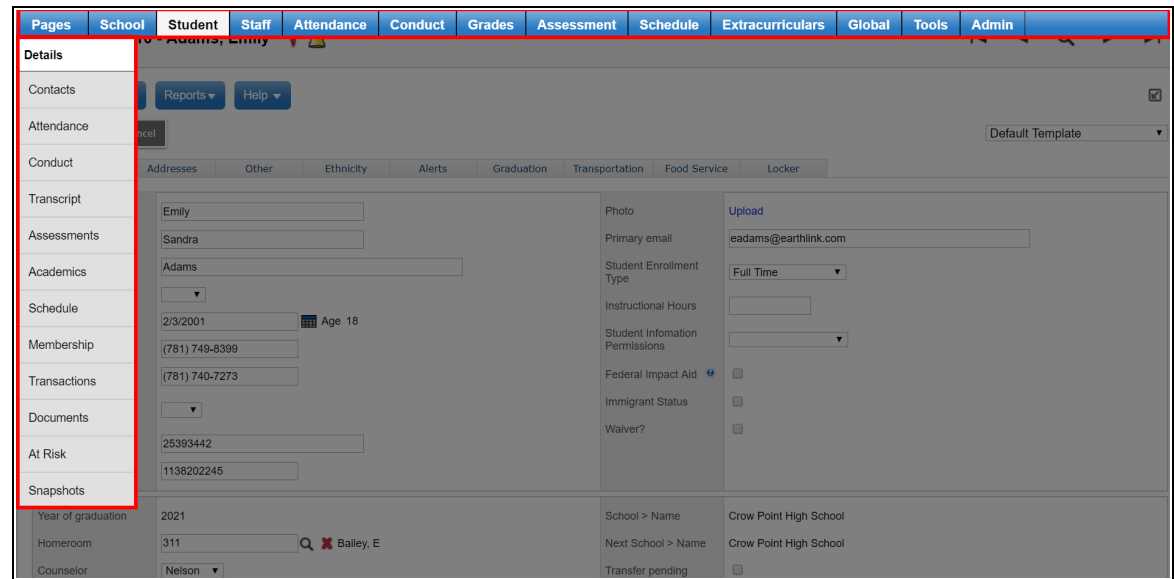 Pages School Student Staff Attendance Conduct Grades Assessment Schedule Extracurriculars Global Tools Admin
- Adams, Emily
Details
Contacts
Reports Help
Attendance
Default Template
Conduct
Addresses Other Ethnicity Alerts Graduation Transportation Food Service Locker
Transcript
Emily
Photo Upload
Assessments
Sandra
Primary email eadams@earthlink.com
Academics
Adams
Student Enrollment
Type
Full Time
Schedule
Instructional Hours
2/3/2001 Age 18
Student Infomation
Permissions
Membership
(781) 749-8399
Transactions
(781) 740-7273
Federal Impact Aid
Documents
Immigrant Status
Waiver?
At Risk
25393442
Snapshots
1138202245
Year of graduation 2021 School > Name Crow Point High School
Homeroom 311 Bailey, E Next School > Name Crow Point High School
Counselor Nelson Transfer pending